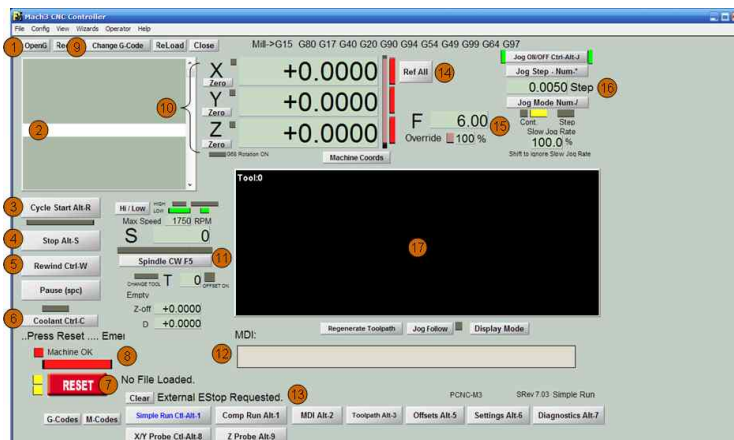 Mach3 CNC Controller
File Config View Wizards Operator Help
1 OpenG 9 Change G-Code ReLoad Close Mill->G15 G80 G17 G40 G20 G90 G94 G54 G49 G99 G64 G97
Jog ON/OFF Ctrl-Alt-J
X +0.0000 Ref All 14 Jog Step - Num-*
Zero
0.0050 Step 16
10 Y +0.0000 Jog Mode Num-/
Zero
2 Z +0.0000 F 6.00 15 Cont. Step
Zero Override 100 % Slow Jog Rate
100.0 %
G68 Rotation ON Machine Coords Shift to ignore Slow Jog Rate
Tool:0
3 Cycle Start Alt-R Hi / Low HIGH
LOW
Max Speed 1750 RPM
4 Stop Alt-S S 0
17
5 Rewind Ctrl-W Spindle CW F5 11
CHANGE TOOL T 0 OFFSET ON
Pause (spc) Empty
Z-off +0.0000
6 Coolant Ctrl-C D +0.0000
Regenerate Toolpath Jog Follow Display Mode
..Press Reset .... Emer MDI:
Machine OK 8 12
RESET 7 No File Loaded.
Clear External EStop Requested. 13 PCNC-M3 SRev7.03 Simple Run
G-Codes M-Codes Simple Run Ctl-Alt-1 Comp Run Alt-1 MDI Alt-2 Toolpath Alt-3 Offsets Alt-5 Settings Alt-6 Diagnostics Alt-7
X/Y Probe Ctl-Alt-8 Z Probe Alt-9